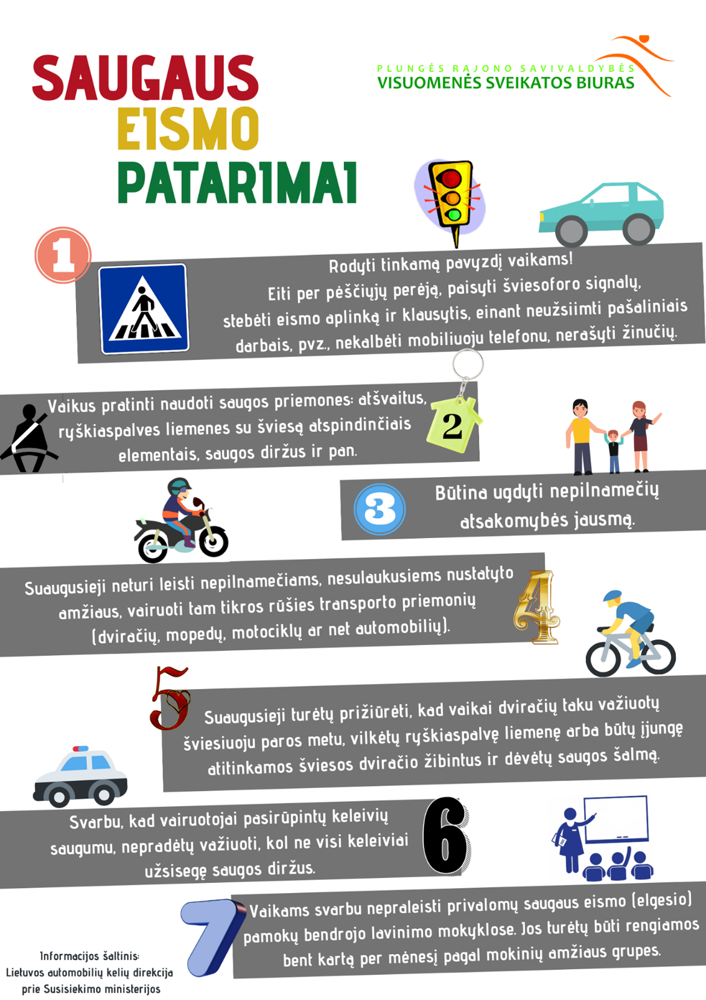 SAUGAUS
EISMO
PATARIMAI
PLUNGĖS RAJONO SAVIVALDYBĖS
VISUOMENĖS SVEIKATOS BIURAS
1
Rodyti tinkamą pavyzdį vaikams!
Eiti per pėsčiųjų perėją, paisyti šviesoforo signalų,
stebėti eismo aplinką ir klausytis, einant neužsiimti pašaliniais
darbais, pvz., nekalbėti mobiliuoju telefonu, nerašyti žinučių.
Vaikus pratinti naudoti saugos priemones: atšvaitus,
ryškiaspalves liemenes su šviesą atspindinčiais
elementais, saugos diržus ir pan.
2
3
Būtina ugdyti nepilnamečių
atsakomybės jausmą.
Suaugusieji neturi leisti nepilnamečiams, nesulaukusiems nustatyto
amžiaus, vairuoti tam tikros rūšies transporto priemonių
(dviračių, mopedų, motociklų ar net automobilių).
4
5
Suaugusieji turėtų prižiūrėti, kad vaikai dviračių taku važiuotų
šviesiuoju paros metu, vilkėtų ryškiaspalvę liemenę arba būtų įjungę
atitinkamos šviesos dviračio žibintus ir dėvėtų saugos šalmą.
Svarbu, kad vairuotojai pasirūpintų keleivių
saugumu, nepradėtų važiuoti, kol ne visi keleiviai
užsisegę saugos diržus.
6
7
Vaikams svarbu nepraleisti privalomų saugaus eismo (elgesio)
pamokų bendrojo lavinimo mokyklose. Jos turėtų būti rengiamos
bent kartą per mėnesį pagal mokinių amžiaus grupes.
Informacijos šaltinis:
Lietuvos automobilių kelių direkcija
prie Susisiekimo ministerijos